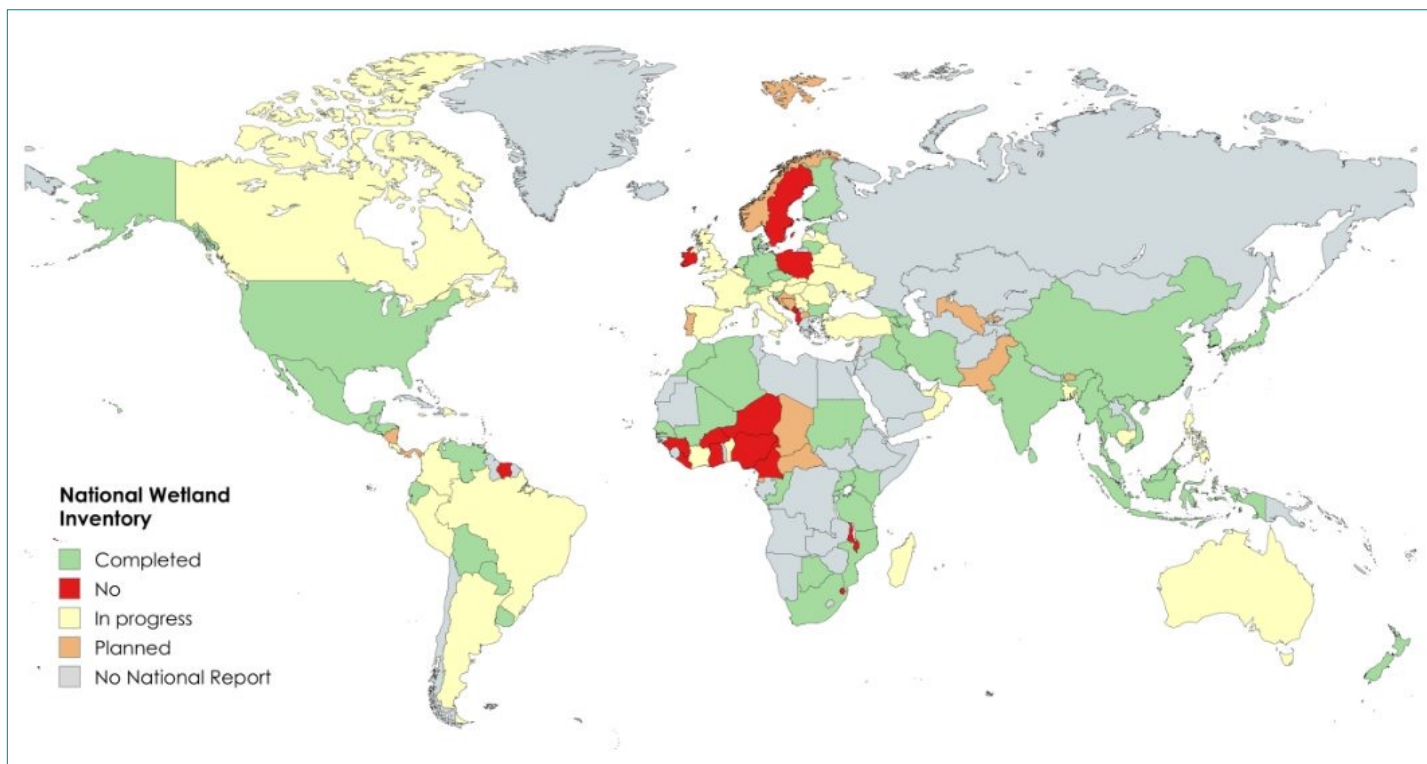 National Wetland
Inventory
Completed
No
In progress
Planned
No National Report